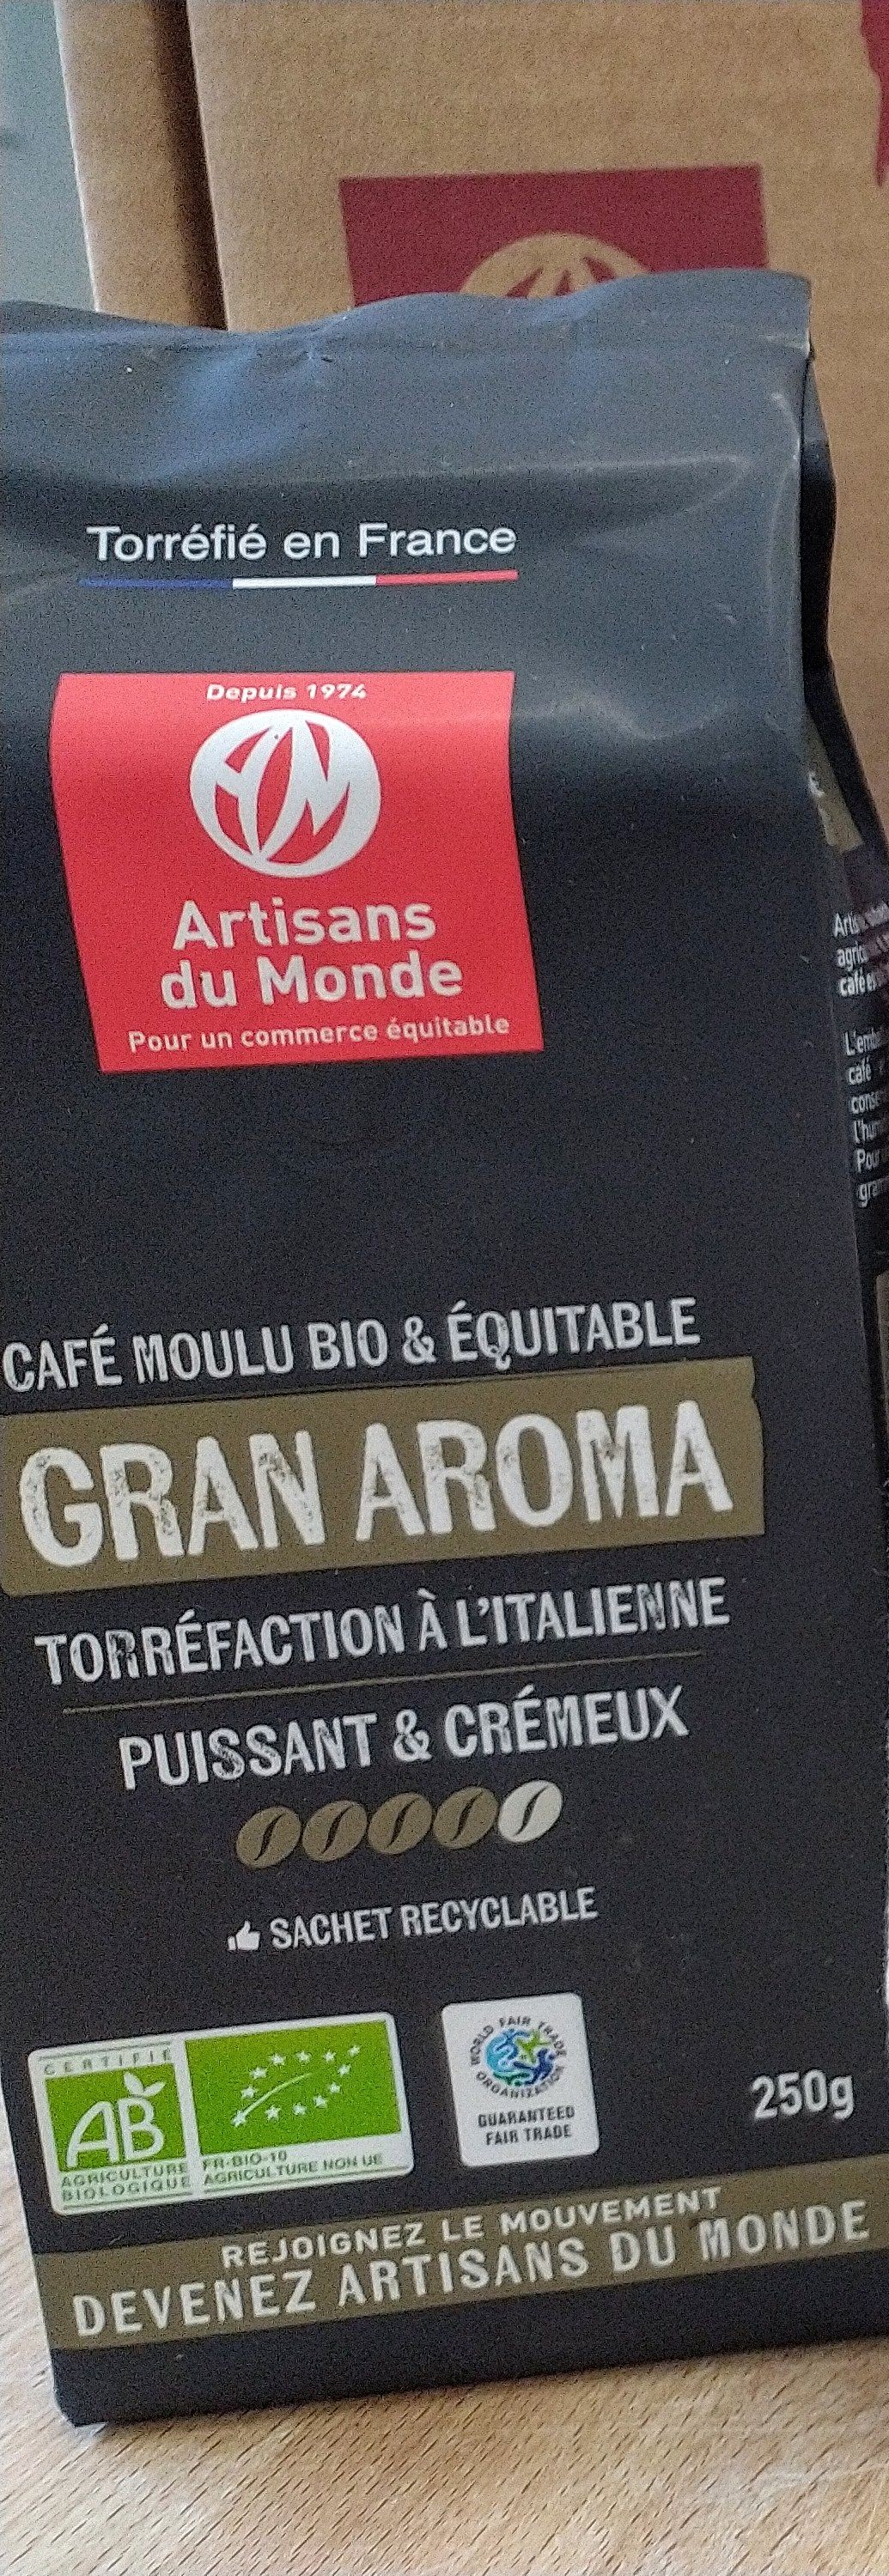 Torréfié en France
Depuis 1974
Artisans
du Monde
Pour un commerce équitable
CAFÉ MOULU BIO & ÉQUITABLE
GRAN AROMA
TORRÉFACTION À L'ITALIENNE
PUISSANT & CRÉMEUX
SACHET RECYCLABLE
CERTIFIÉ
AB
AGRICULTURE
BIOLOGIQUE
FR-BIO-10
AGRICULTURE NON UE
WORLD FAIR TRADE
ORGANIZATION
GUARANTEED
FAIR TRADE
250g
REJOIGNEZ LE MOUVEMENT
DEVENEZ ARTISANS DU MONDE
café
Pour